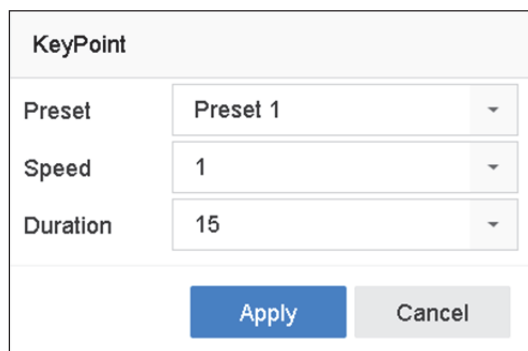 KeyPoint
Preset Preset 1
Speed 1
Duration 15
Apply Cancel